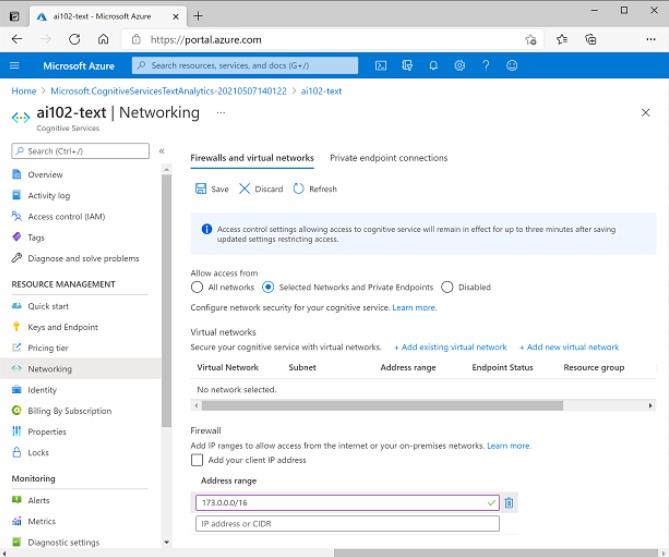 ai102-text - Microsoft Azure
https://portal.azure.com
Microsoft Azure
Search resources, services, and docs (G+/)
Home > Microsoft.CognitiveServicesTextAnalytics-20210507140122 > ai102-text
ai102-text | Networking ...
Cognitive Services
Search (Ctrl+/)
Overview
Activity log
Access control (IAM)
Tags
Diagnose and solve problems
RESOURCE MANAGEMENT
Quick start
Keys and Endpoint
Pricing tier
Networking
Identity
Billing By Subscription
Properties
Locks
Monitoring
Alerts
Metrics
Diagnostic settings
Firewalls and virtual networks Private endpoint connections
Save Discard Refresh
Access control settings allowing access to cognitive service will remain in effect for up to three minutes after saving
updated settings restricting access.
Allow access from
All networks Selected Networks and Private Endpoints Disabled
Configure network security for your cognitive service. Learn more.
Virtual networks
Secure your cognitive service with virtual networks. + Add existing virtual network + Add new virtual network
Virtual Network Subnet Address range Endpoint Status Resource group
No network selected.
Firewall
Add IP ranges to allow access from the internet or your on-premises networks. Learn more.
Add your client IP address
Address range
173.0.0.0/16
IP address or CIDR